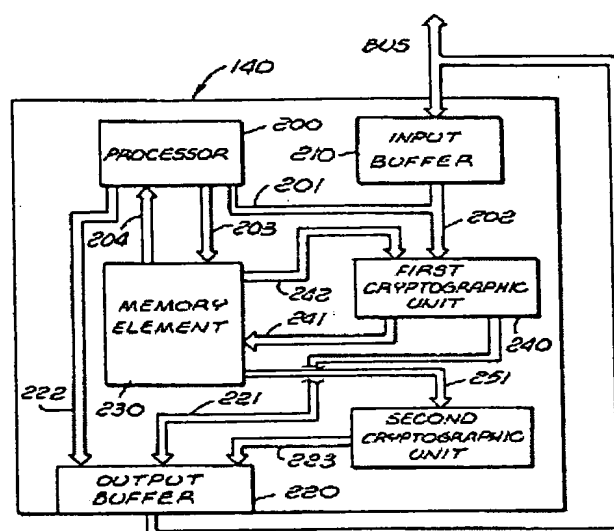 BUS
140
200
PROCESSOR
210
INPUT
BUFFER
201
202
204
203
242
FIRST
CRYPTOGRAPHIC
UNIT
MEMORY
ELEMENT
241
240
230
251
222
221
SECOND
CRYPTOGRAPHIC
UNIT
223
OUTPUT
BUFFER
220